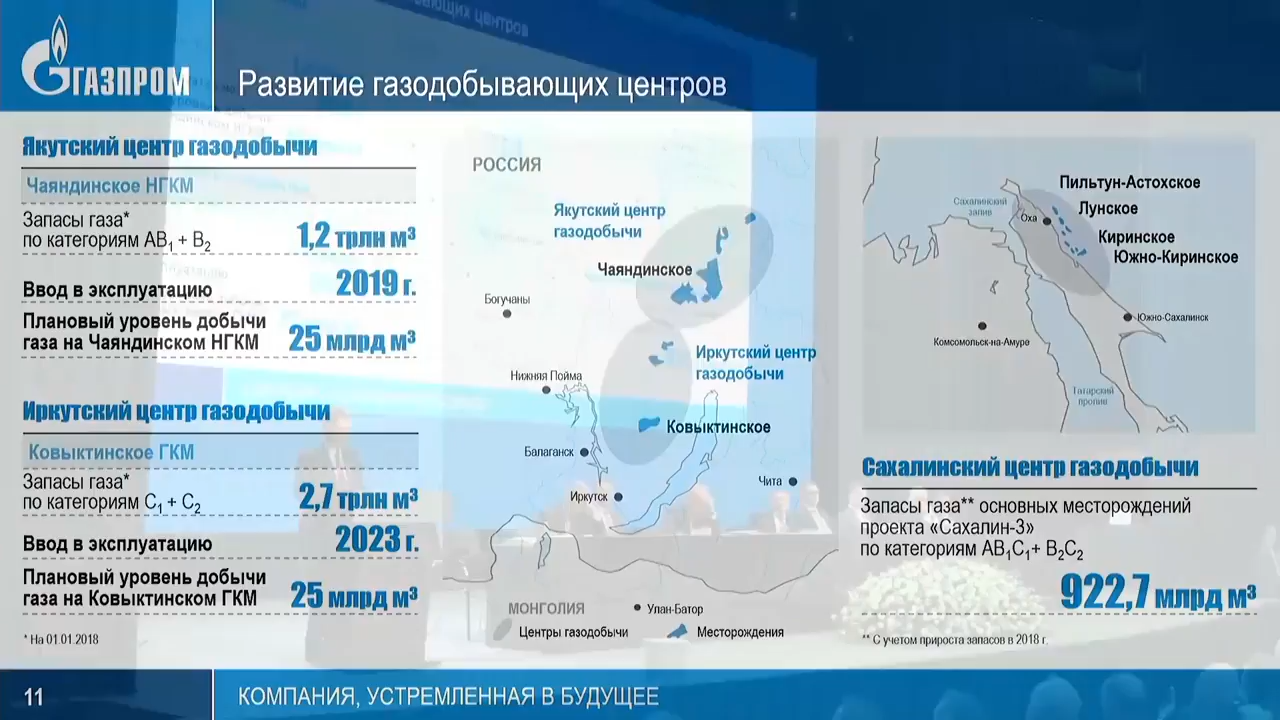 ГАЗПРОМ
Развитие газодобывающих центров
Якутский центр газодобычи
Чаяндинское НГКМ
Запасы газа*
по категориям AB₁ + B₂
1,2 трлн м³
Ввод в эксплуатацию
2019 г.
Плановый уровень добычи
газа на Чаяндинском НГКМ
25 млрд м³
Иркутский центр газодобычи
Ковыктинское ГКМ
Запасы газа*
по категориям C₁ + C₂
2,7 трлн м³
Ввод в эксплуатацию
2023 г.
Плановый уровень добычи
газа на Ковыктинском ГКМ
25 млрд м³
* На 01.01.2018
РОССИЯ
Якутский центр
газодобычи
Чаяндинское
Богучаны
Иркутский центр
газодобычи
Нижняя Пойма
Ковыктинское
Балаганск
Чита
Иркутск
МОНГОЛИЯ
Улан-Батор
Центры газодобычи
Месторождения
Пильтун-Астохское
Сахалинский
залив
Оха
Лунское
Киринское
Южно-Киринское
Южно-Сахалинск
Комсомольск-на-Амуре
Татарский
пролив
Сахалинский центр газодобычи
Запасы газа** основных месторождений
проекта «Сахалин-3»
по категориям AB₁C₁+ B₂C₂
922,7 млрд м³
** С учетом прироста запасов в 2018 г.
11
КОМПАНИЯ, УСТРЕМЛЕННАЯ В БУДУЩЕЕ